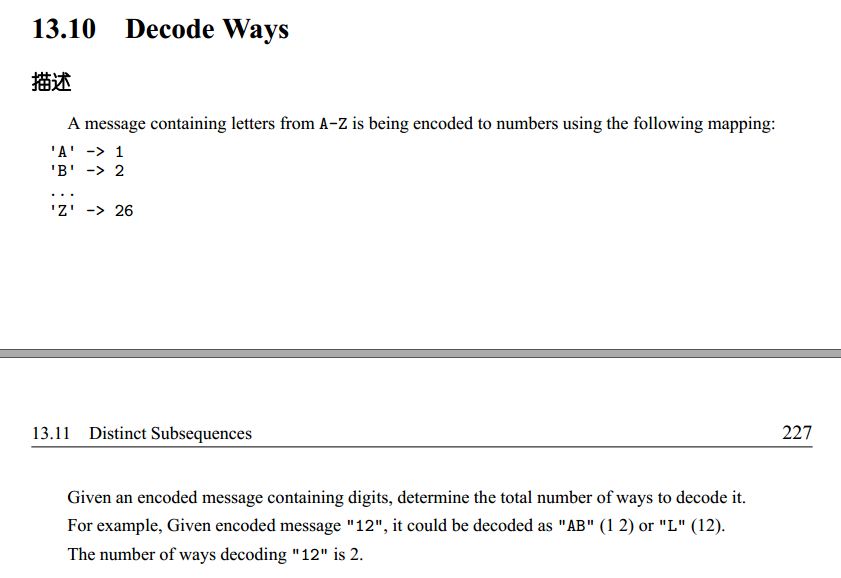 13.10 Decode Ways
描述
A message containing letters from A-Z is being encoded to numbers using the following mapping:
'A' -> 1
'B' -> 2
...
'Z' -> 26
13.11 Distinct Subsequences 227
Given an encoded message containing digits, determine the total number of ways to decode it.
For example, Given encoded message "12", it could be decoded as "AB" (1 2) or "L" (12).
The number of ways decoding "12" is 2.